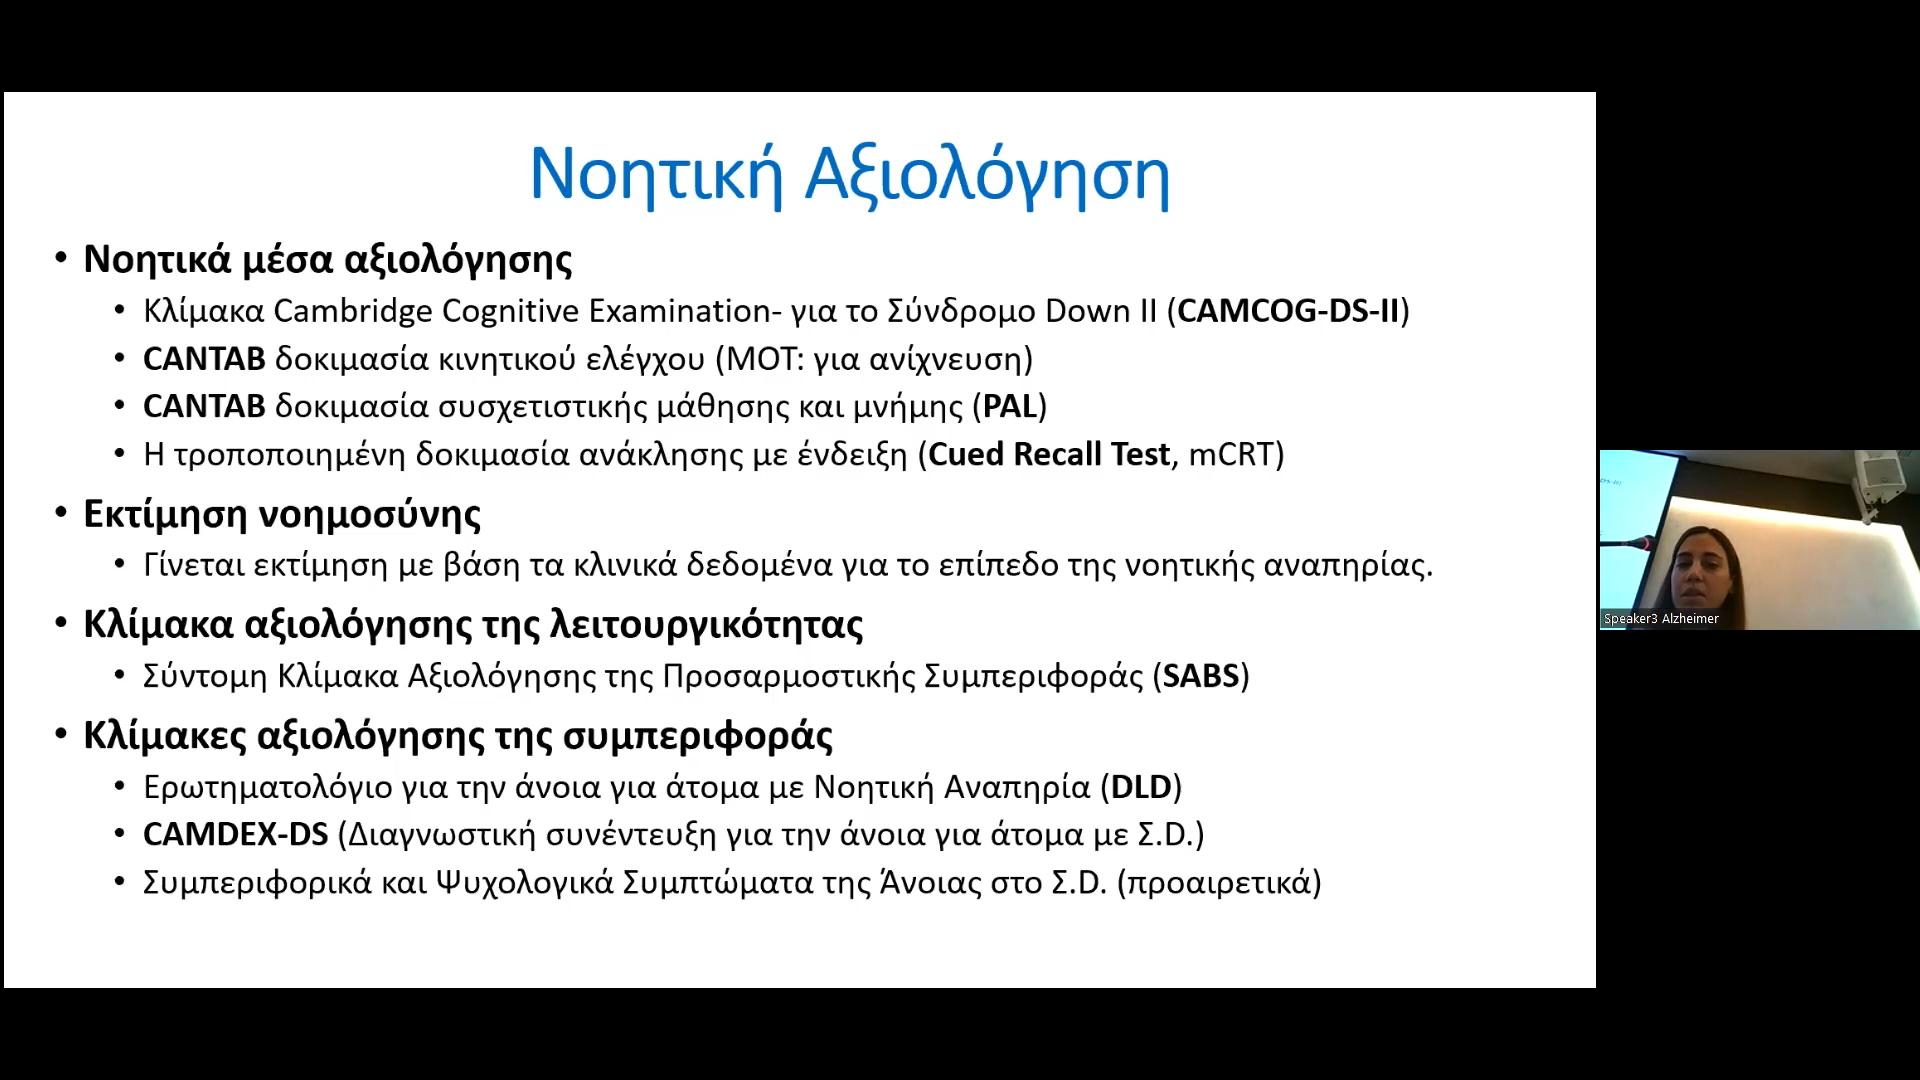 Νοητική Αξιολόγηση
• Νοητικά μέσα αξιολόγησης
• Κλίμακα Cambridge Cognitive Examination- για το Σύνδρομο Down II (CAMCOG-DS-II)
• CANTAB δοκιμασία κινητικού ελέγχου (MOT: για ανίχνευση)
• CANTAB δοκιμασία συσχετιστικής μάθησης και μνήμης (PAL)
• Η τροποποιημένη δοκιμασία ανάκλησης με ένδειξη (Cued Recall Test, mCRT)
• Εκτίμηση νοημοσύνης
• Γίνεται εκτίμηση με βάση τα κλινικά δεδομένα για το επίπεδο της νοητικής αναπηρίας.
• Κλίμακα αξιολόγησης της λειτουργικότητας
• Σύντομη Κλίμακα Αξιολόγησης της Προσαρμοστικής Συμπεριφοράς (SABS)
• Κλίμακες αξιολόγησης της συμπεριφοράς
• Ερωτηματολόγιο για την άνοια για άτομα με Νοητική Αναπηρία (DLD)
• CAMDEX-DS (Διαγνωστική συνέντευξη για την άνοια για άτομα με Σ.D.)
• Συμπεριφορικά και Ψυχολογικά Συμπτώματα της Άνοιας στο Σ.D. (προαιρετικά)
Speaker3 Alzheimer